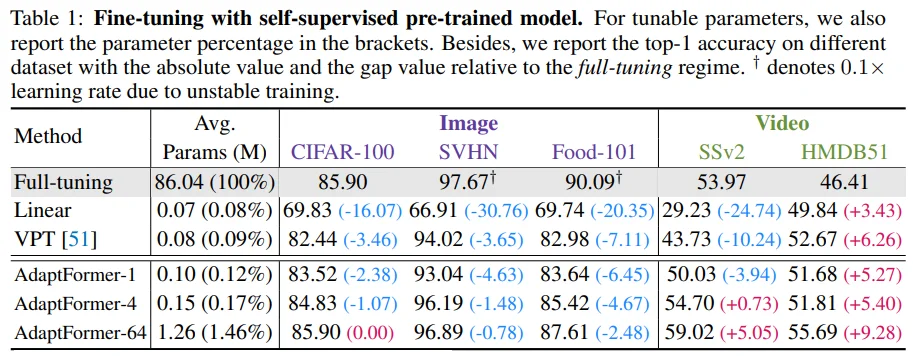 Table 1: Fine-tuning with self-supervised pre-trained model. For tunable parameters, we also
report the parameter percentage in the brackets. Besides, we report the top-1 accuracy on different
dataset with the absolute value and the gap value relative to the full-tuning regime. † denotes 0.1×
learning rate due to unstable training.
Method Avg. Params (M) Image Video
CIFAR-100 SVHN Food-101 SSv2 HMDB51
Full-tuning 86.04 (100%) 85.90 97.67† 90.09† 53.97 46.41
Linear 0.07 (0.08%) 69.83 (-16.07) 66.91 (-30.76) 69.74 (-20.35) 29.23 (-24.74) 49.84 (+3.43)
VPT [51] 0.08 (0.09%) 82.44 (-3.46) 94.02 (-3.65) 82.98 (-7.11) 43.73 (-10.24) 52.67 (+6.26)
AdaptFormer-1 0.10 (0.12%) 83.52 (-2.38) 93.04 (-4.63) 83.64 (-6.45) 50.03 (-3.94) 51.68 (+5.27)
AdaptFormer-4 0.15 (0.17%) 84.83 (-1.07) 96.19 (-1.48) 85.42 (-4.67) 54.70 (+0.73) 51.81 (+5.40)
AdaptFormer-64 1.26 (1.46%) 85.90 (0.00) 96.89 (-0.78) 87.61 (-2.48) 59.02 (+5.05) 55.69 (+9.28)